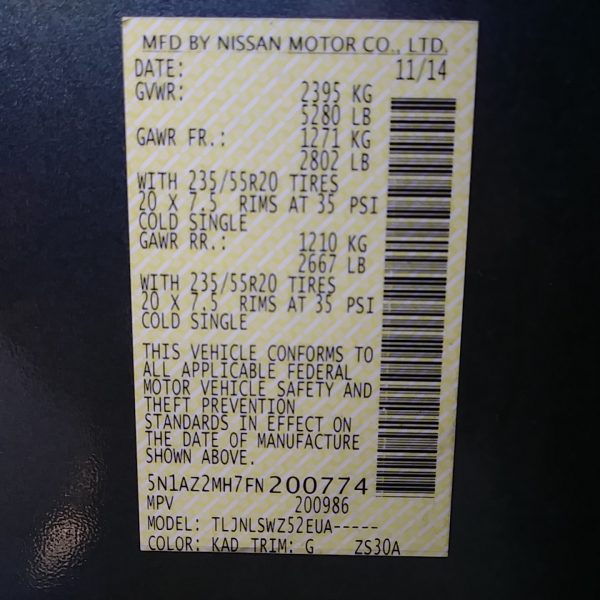 MFD BY NISSAN MOTOR CO., LTD.
DATE: 11/14
GVWR: 2395 KG
5280 LB
GAWR FR.: 1271 KG
2802 LB
WITH 235/55R20 TIRES
20 X 7.5 RIMS AT 35 PSI
COLD SINGLE
GAWR RR.: 1210 KG
2667 LB
WITH 235/55R20 TIRES
20 X 7.5 RIMS AT 35 PSI
COLD SINGLE
THIS VEHICLE CONFORMS TO
ALL APPLICABLE FEDERAL
MOTOR VEHICLE SAFETY AND
THEFT PREVENTION
STANDARDS IN EFFECT ON
THE DATE OF MANUFACTURE
SHOWN ABOVE.
5N1AZ2MH7FN200774
MPV 200986
MODEL: TLJNLSWZ52EUA-----
COLOR: KAD TRIM: G ZS30A